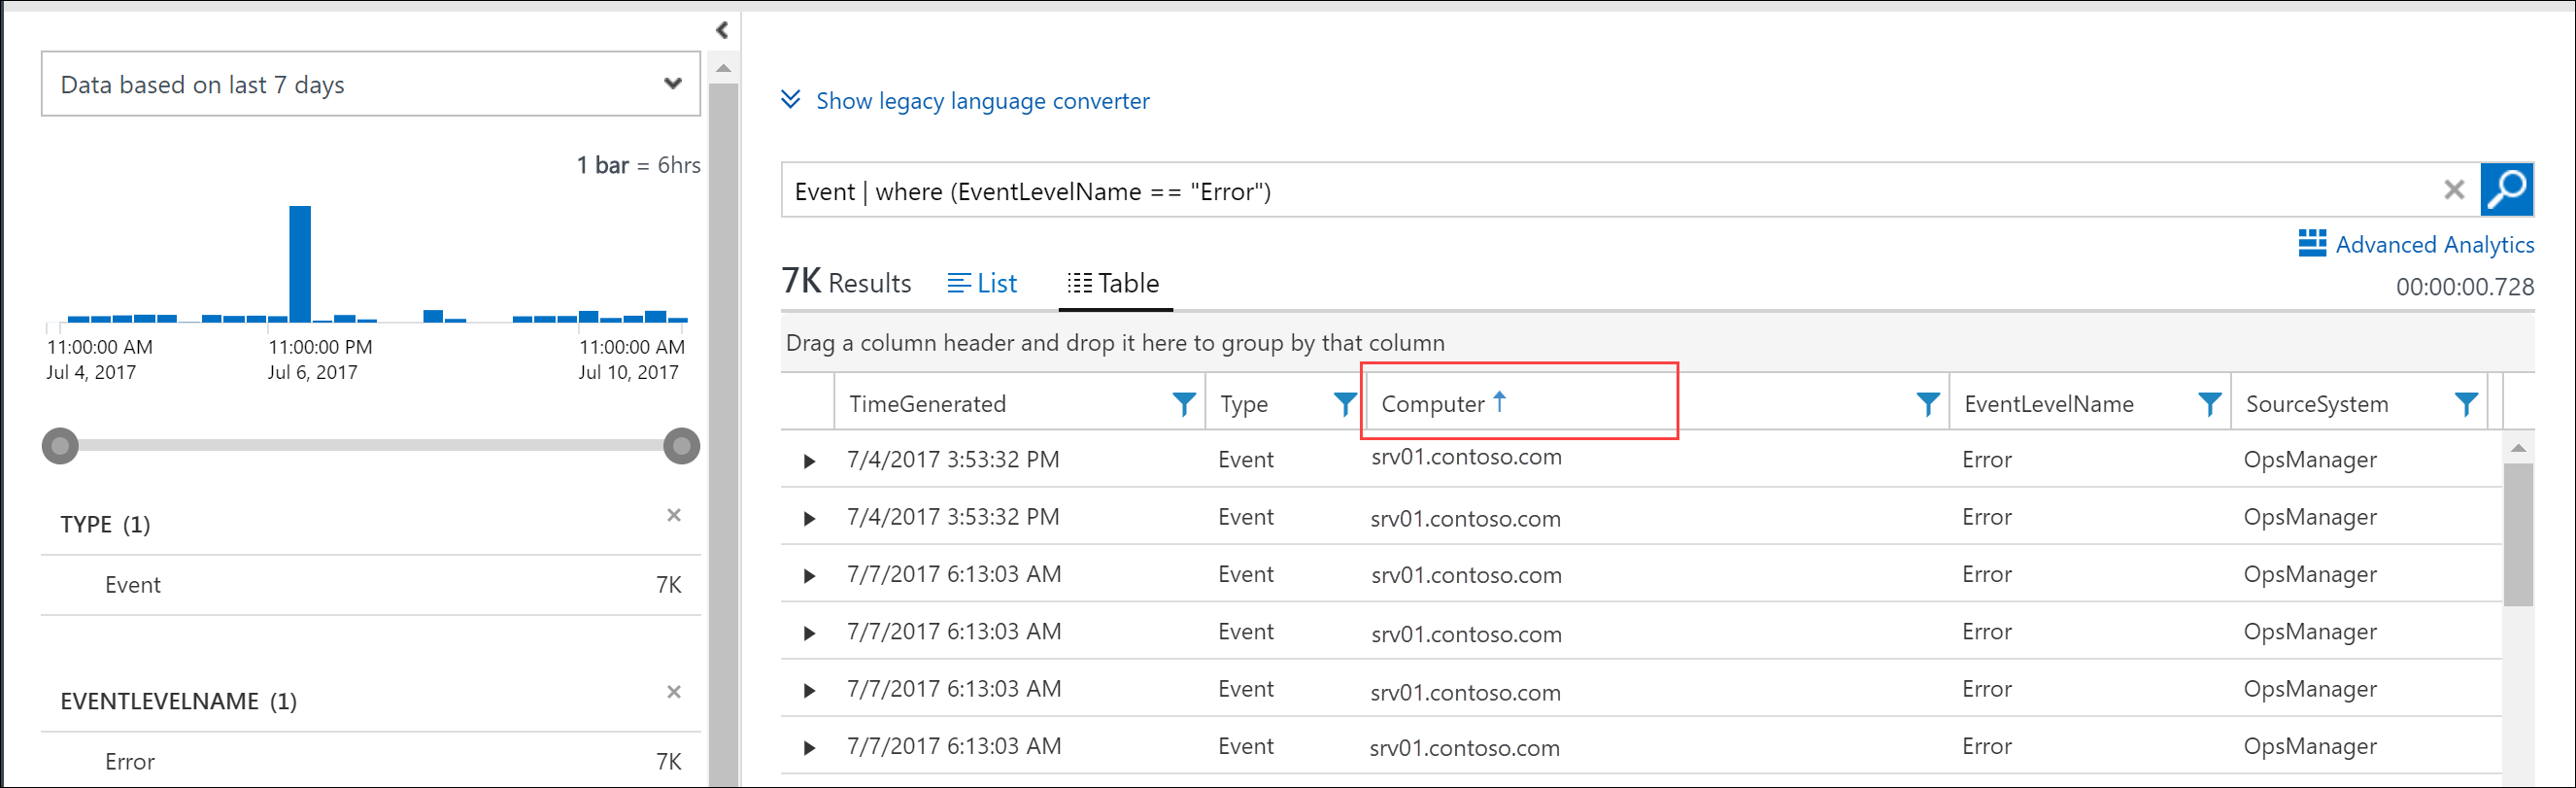 Data based on last 7 days
1 bar = 6hrs
11:00:00 AM
Jul 4, 2017
11:00:00 PM
Jul 6, 2017
11:00:00 AM
Jul 10, 2017
TYPE (1)
Event 7K
EVENTLEVELNAME (1)
Error 7K
Show legacy language converter
Event | where (EventLevelName == "Error")
Advanced Analytics
7K Results List Table
00:00:00.728
Drag a column header and drop it here to group by that column
TimeGenerated Type Computer EventLevelName SourceSystem
7/4/2017 3:53:32 PM Event srv01.contoso.com Error OpsManager
7/4/2017 3:53:32 PM Event srv01.contoso.com Error OpsManager
7/7/2017 6:13:03 AM Event srv01.contoso.com Error OpsManager
7/7/2017 6:13:03 AM Event srv01.contoso.com Error OpsManager
7/7/2017 6:13:03 AM Event srv01.contoso.com Error OpsManager
7/7/2017 6:13:03 AM Event srv01.contoso.com Error OpsManager